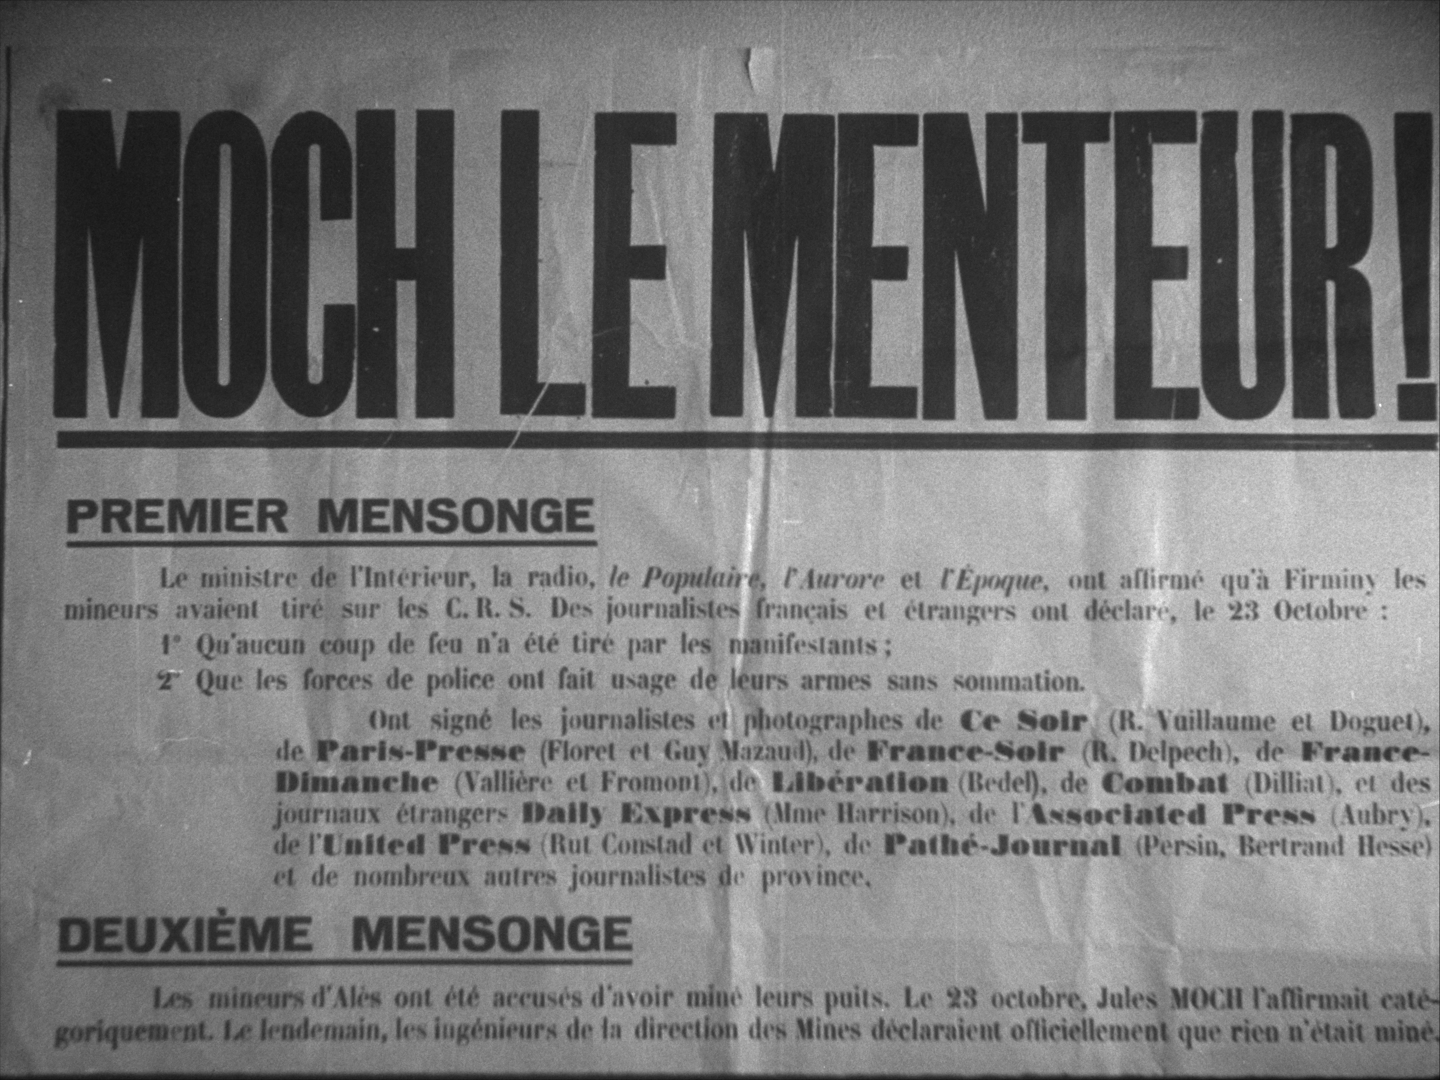 MOCH LE MENTEUR!
PREMIER MENSONGE
Le ministre de l'Intérieur, la radio, le Populaire, l'Aurore et l'Époque, ont affirmé qu'à Firminy les
mineurs avaient tiré sur les C.R.S. Des journalistes français et étrangers ont déclaré, le 23 Octobre :
1° Qu'aucun coup de feu n'a été tiré par les manifestants ;
2° Que les forces de police ont fait usage de leurs armes sans sommation.
Ont signé les journalistes et photographes de Ce Soir (R. Vuillaume et Doguet),
de Paris-Presse (Floret et Guy Mazaud), de France-Soir (R. Delpech), de France-
Dimanche (Vallière et Fromont), de Libération (Bedel), de Combat (Dilliat), et des
journaux étrangers Daily Express (Mme Harrison), de l'Associated Press (Aubry),
de l'United Press (Rut Constad et Winter), de Pathé-Journal (Persin, Bertrand Hesse)
et de nombreux autres journalistes de province.
DEUXIÈME MENSONGE
Les mineurs d'Alès ont été accusés d'avoir miné leurs puits. Le 23 octobre, Jules MOCH l'affirmait caté-
goriquement. Le lendemain, les ingénieurs de la direction des Mines déclaraient officiellement que rien n'était miné.